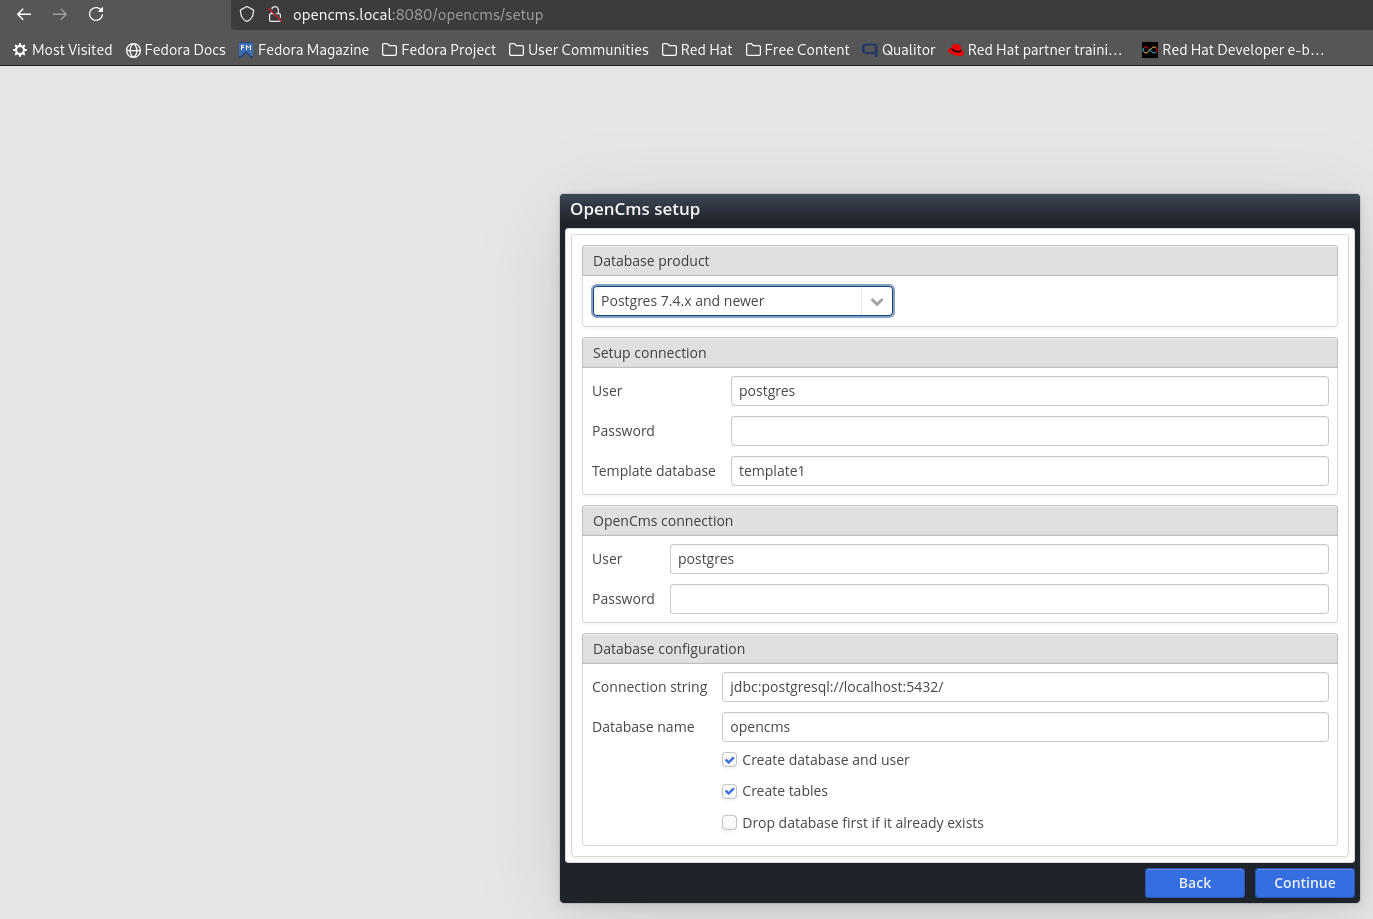 opencms.local:8080/opencms/setup
Most Visited Fedora Docs Fedora Magazine Fedora Project User Communities Red Hat Free Content Qualitor Red Hat partner traini… Red Hat Developer e-b…
OpenCms setup
Database product
Postgres 7.4.x and newer
Setup connection
User postgres
Password
Template database template1
OpenCms connection
User postgres
Password
Database configuration
Connection string jdbc:postgresql://localhost:5432/
Database name opencms
Create database and user
Create tables
Drop database first if it already exists
Back Continue